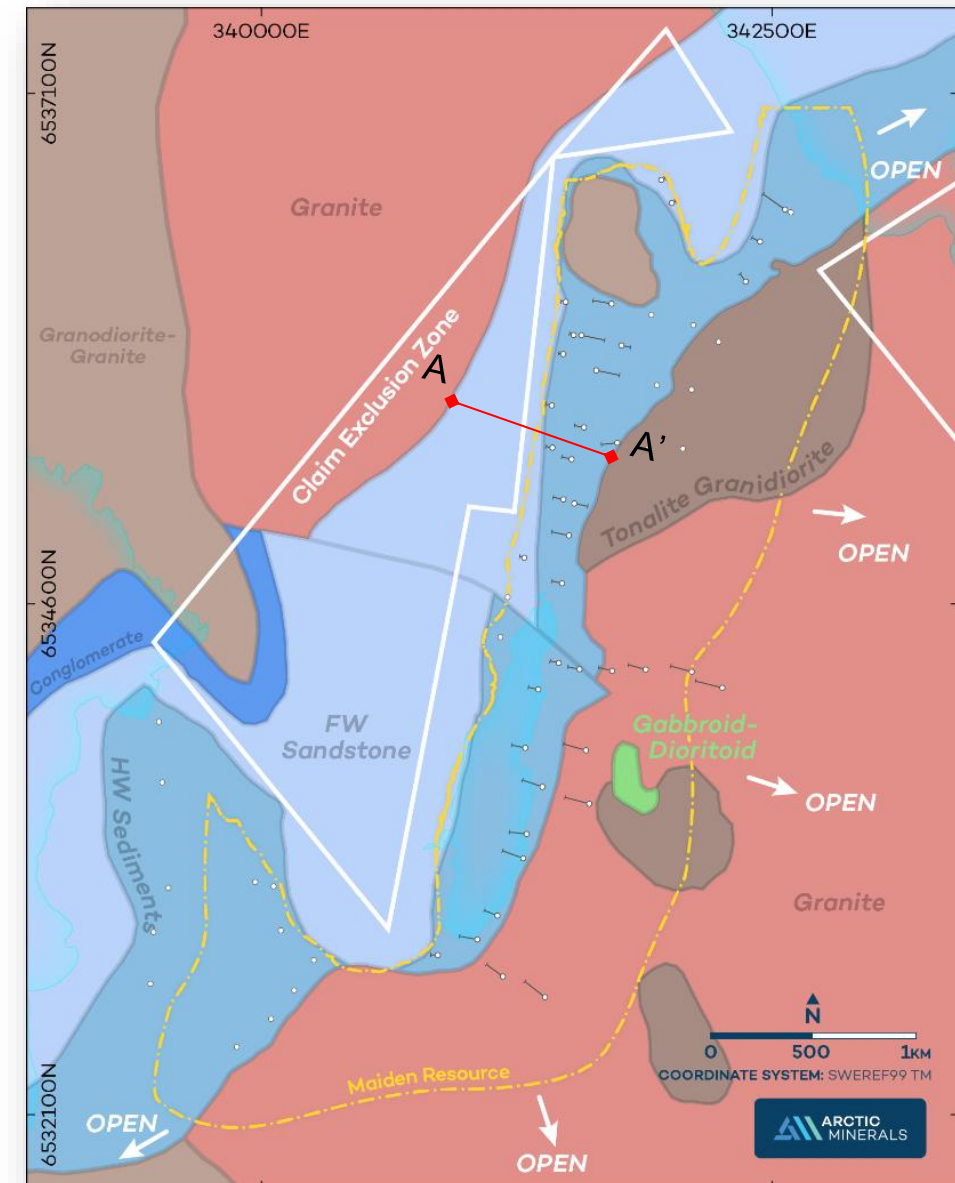 340000E
342500E
6537100N
OPEN
Granite
Granodiorite-
Granite
Claim Exclusion Zone
A
A’
Tonalite Granidiorite
OPEN
6534600N
Conglomerate
FW
Sandstone
Gabbroid-
Dioritoid
HW Sediments
OPEN
Granite
N
0 500 1KM
COORDINATE SYSTEM: SWEREF99 TM
Maiden Resource
6532100N
OPEN
OPEN
ARCTIC
MINERALS